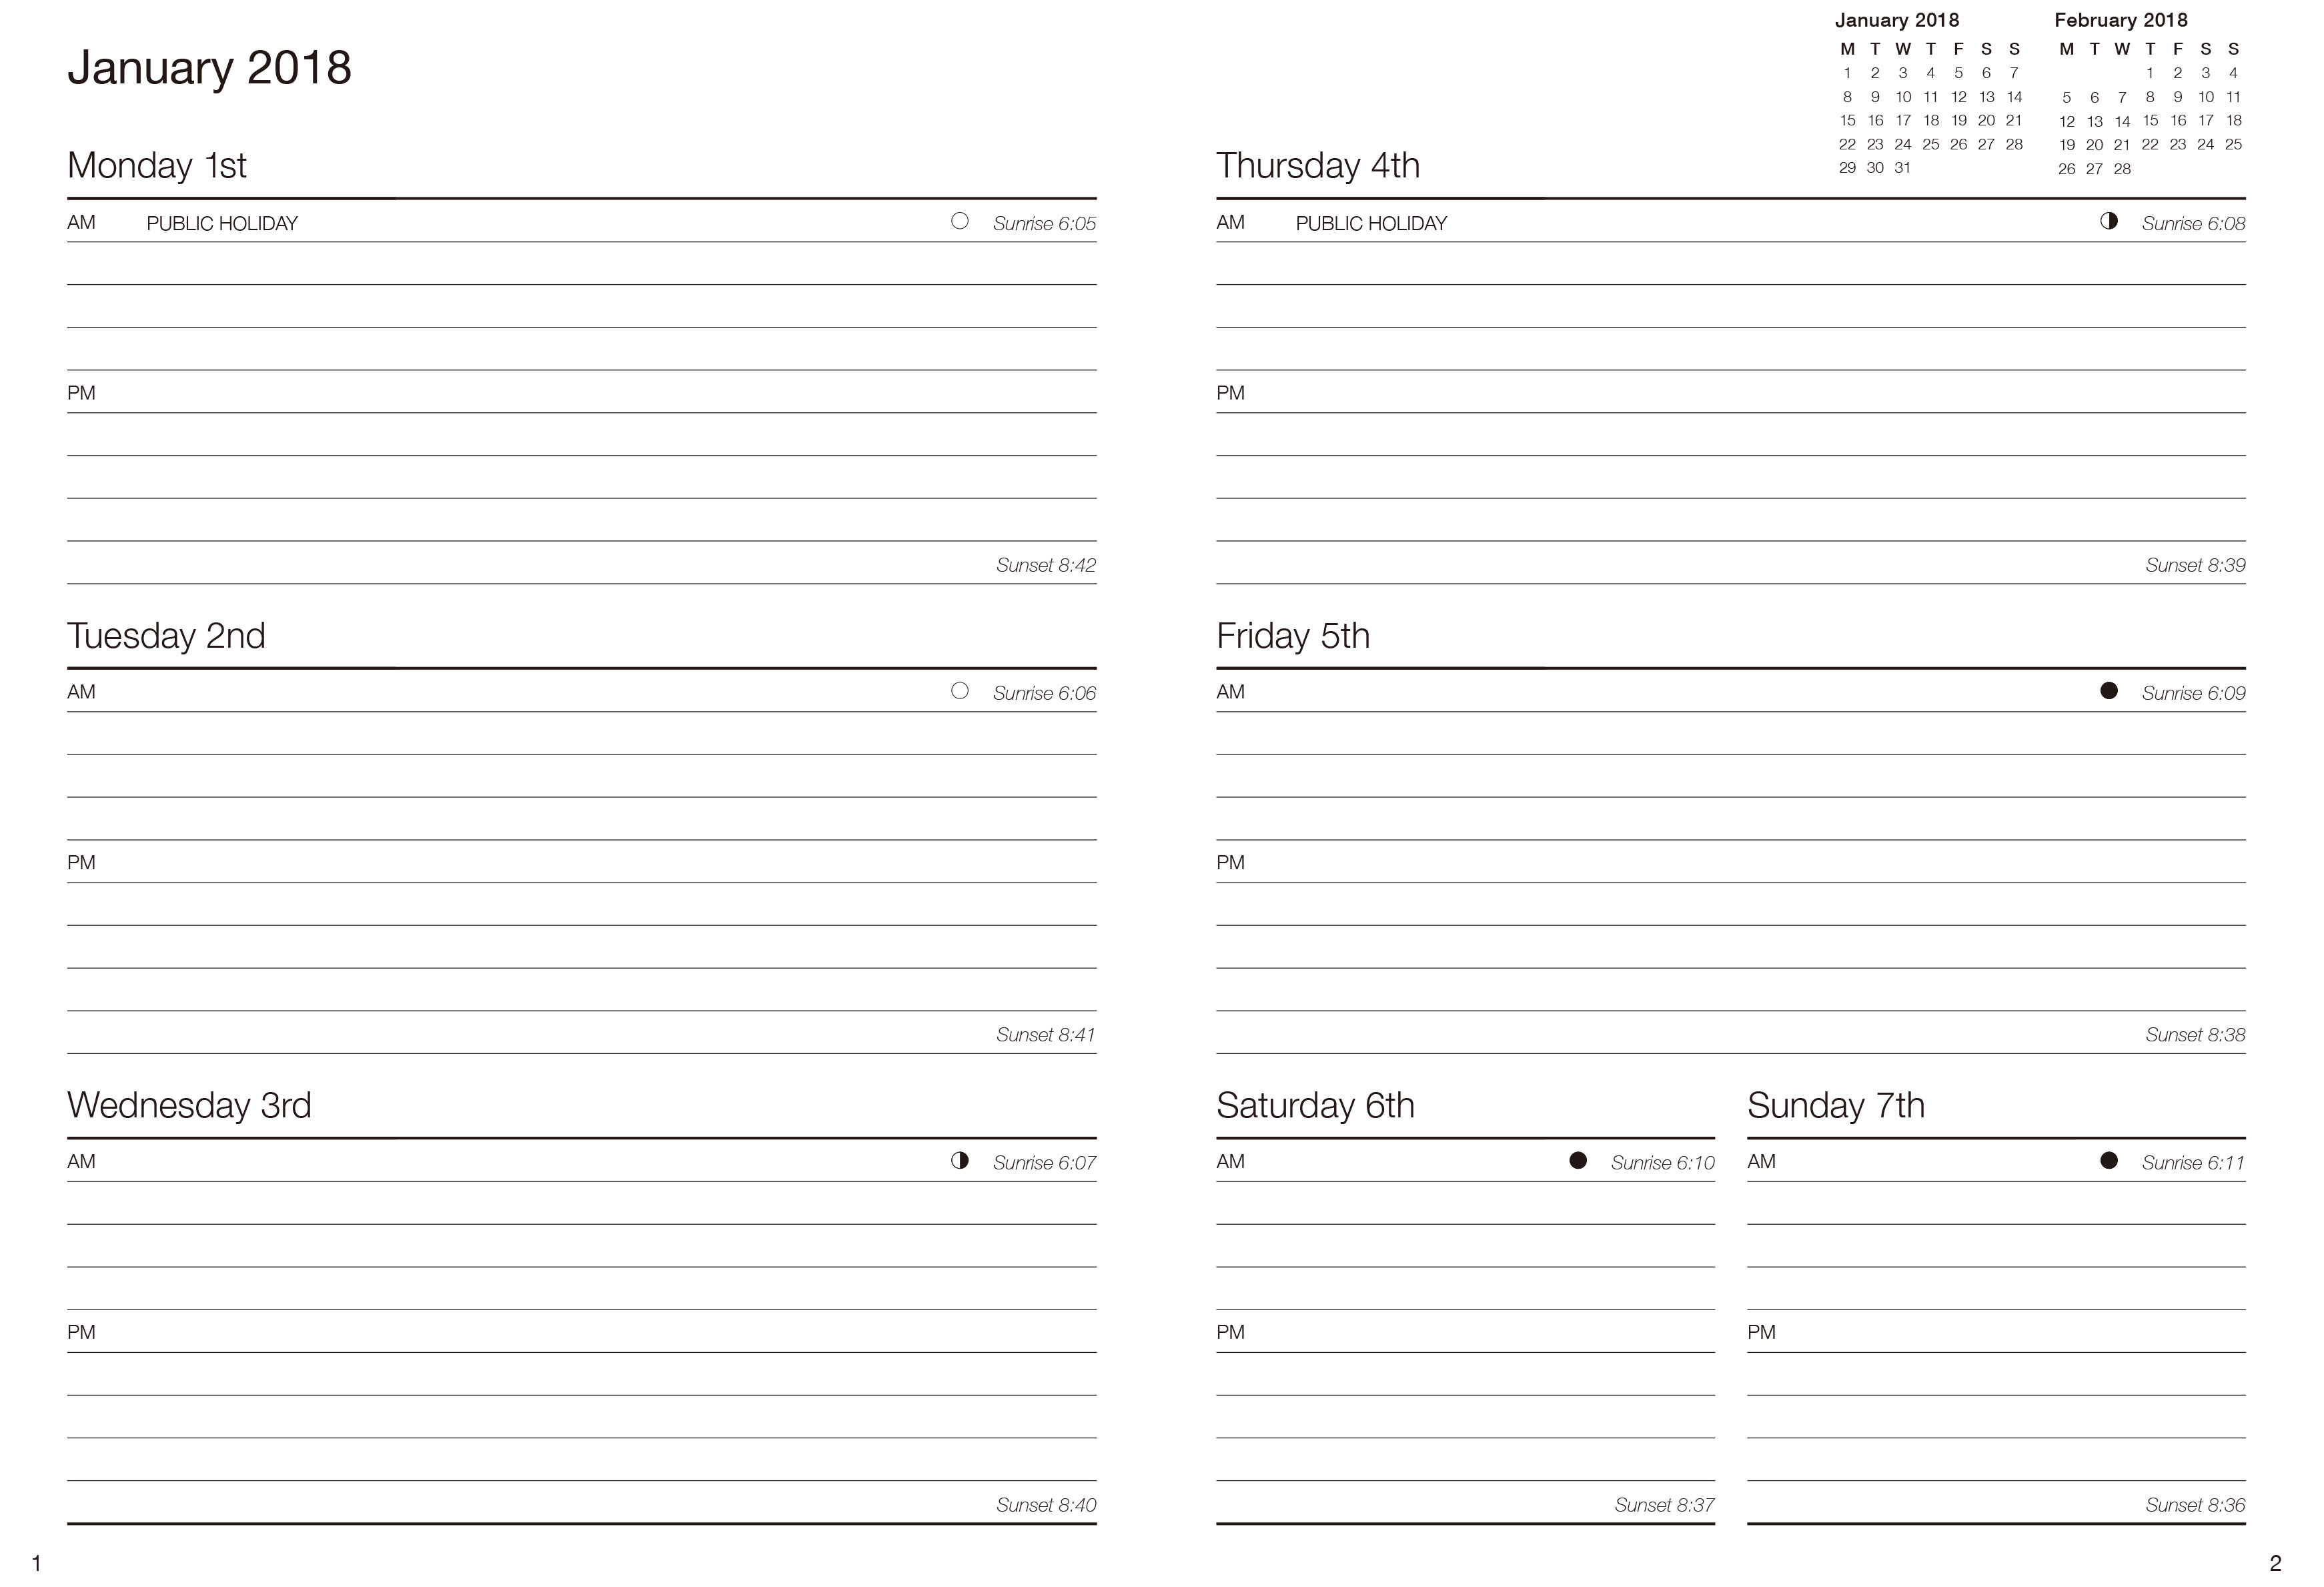 January 2018
Monday 1st
AM PUBLIC HOLIDAY Sunrise 6:05
PM
Sunset 8:42
Tuesday 2nd
AM Sunrise 6:06
PM
Sunset 8:41
Wednesday 3rd
AM Sunrise 6:07
PM
Sunset 8:40
1
January 2018
M T W T F S S
1 2 3 4 5 6 7
8 9 10 11 12 13 14
15 16 17 18 19 20 21
22 23 24 25 26 27 28
29 30 31
February 2018
M T W T F S S
1 2 3 4
5 6 7 8 9 10 11
12 13 14 15 16 17 18
19 20 21 22 23 24 25
26 27 28
Thursday 4th
AM PUBLIC HOLIDAY Sunrise 6:08
PM
Sunset 8:39
Friday 5th
AM Sunrise 6:09
PM
Sunset 8:38
Saturday 6th
AM Sunrise 6:10
PM
Sunset 8:37
Sunday 7th
AM Sunrise 6:11
PM
Sunset 8:36
2